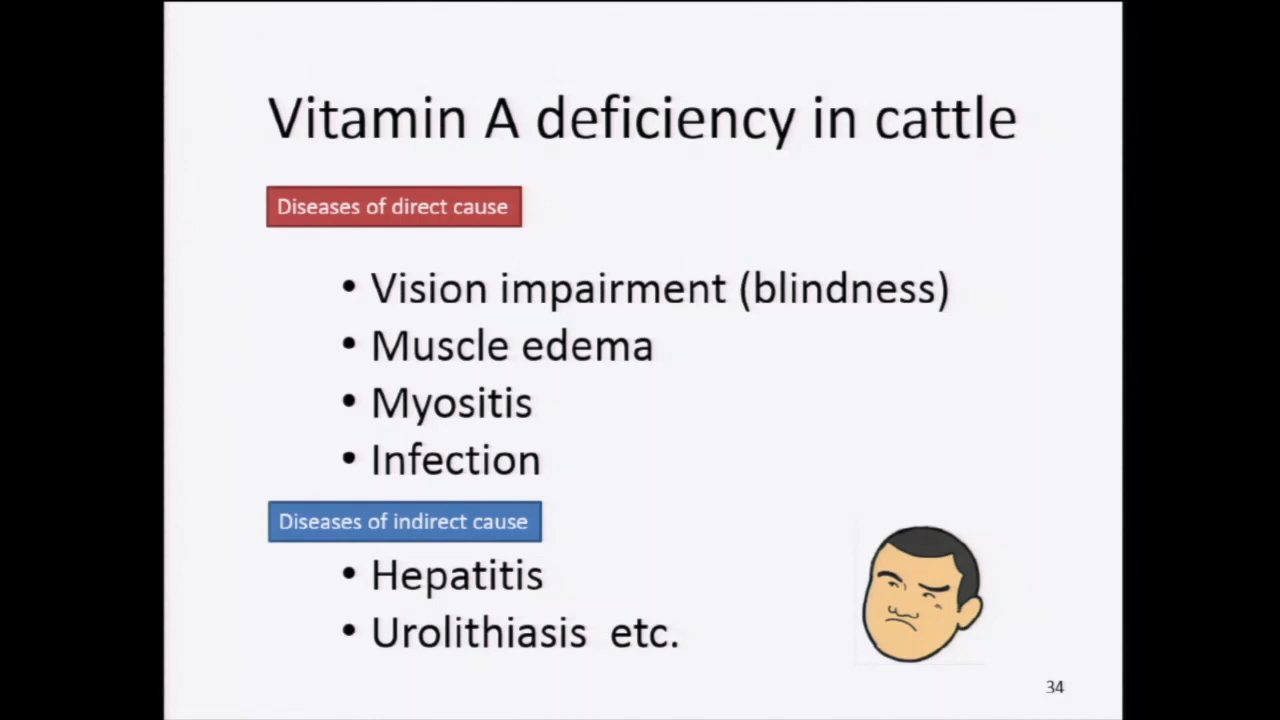 Vitamin A deficiency in cattle
Diseases of direct cause
• Vision impairment (blindness)
• Muscle edema
• Myositis
• Infection
Diseases of indirect cause
• Hepatitis
• Urolithiasis etc.
34